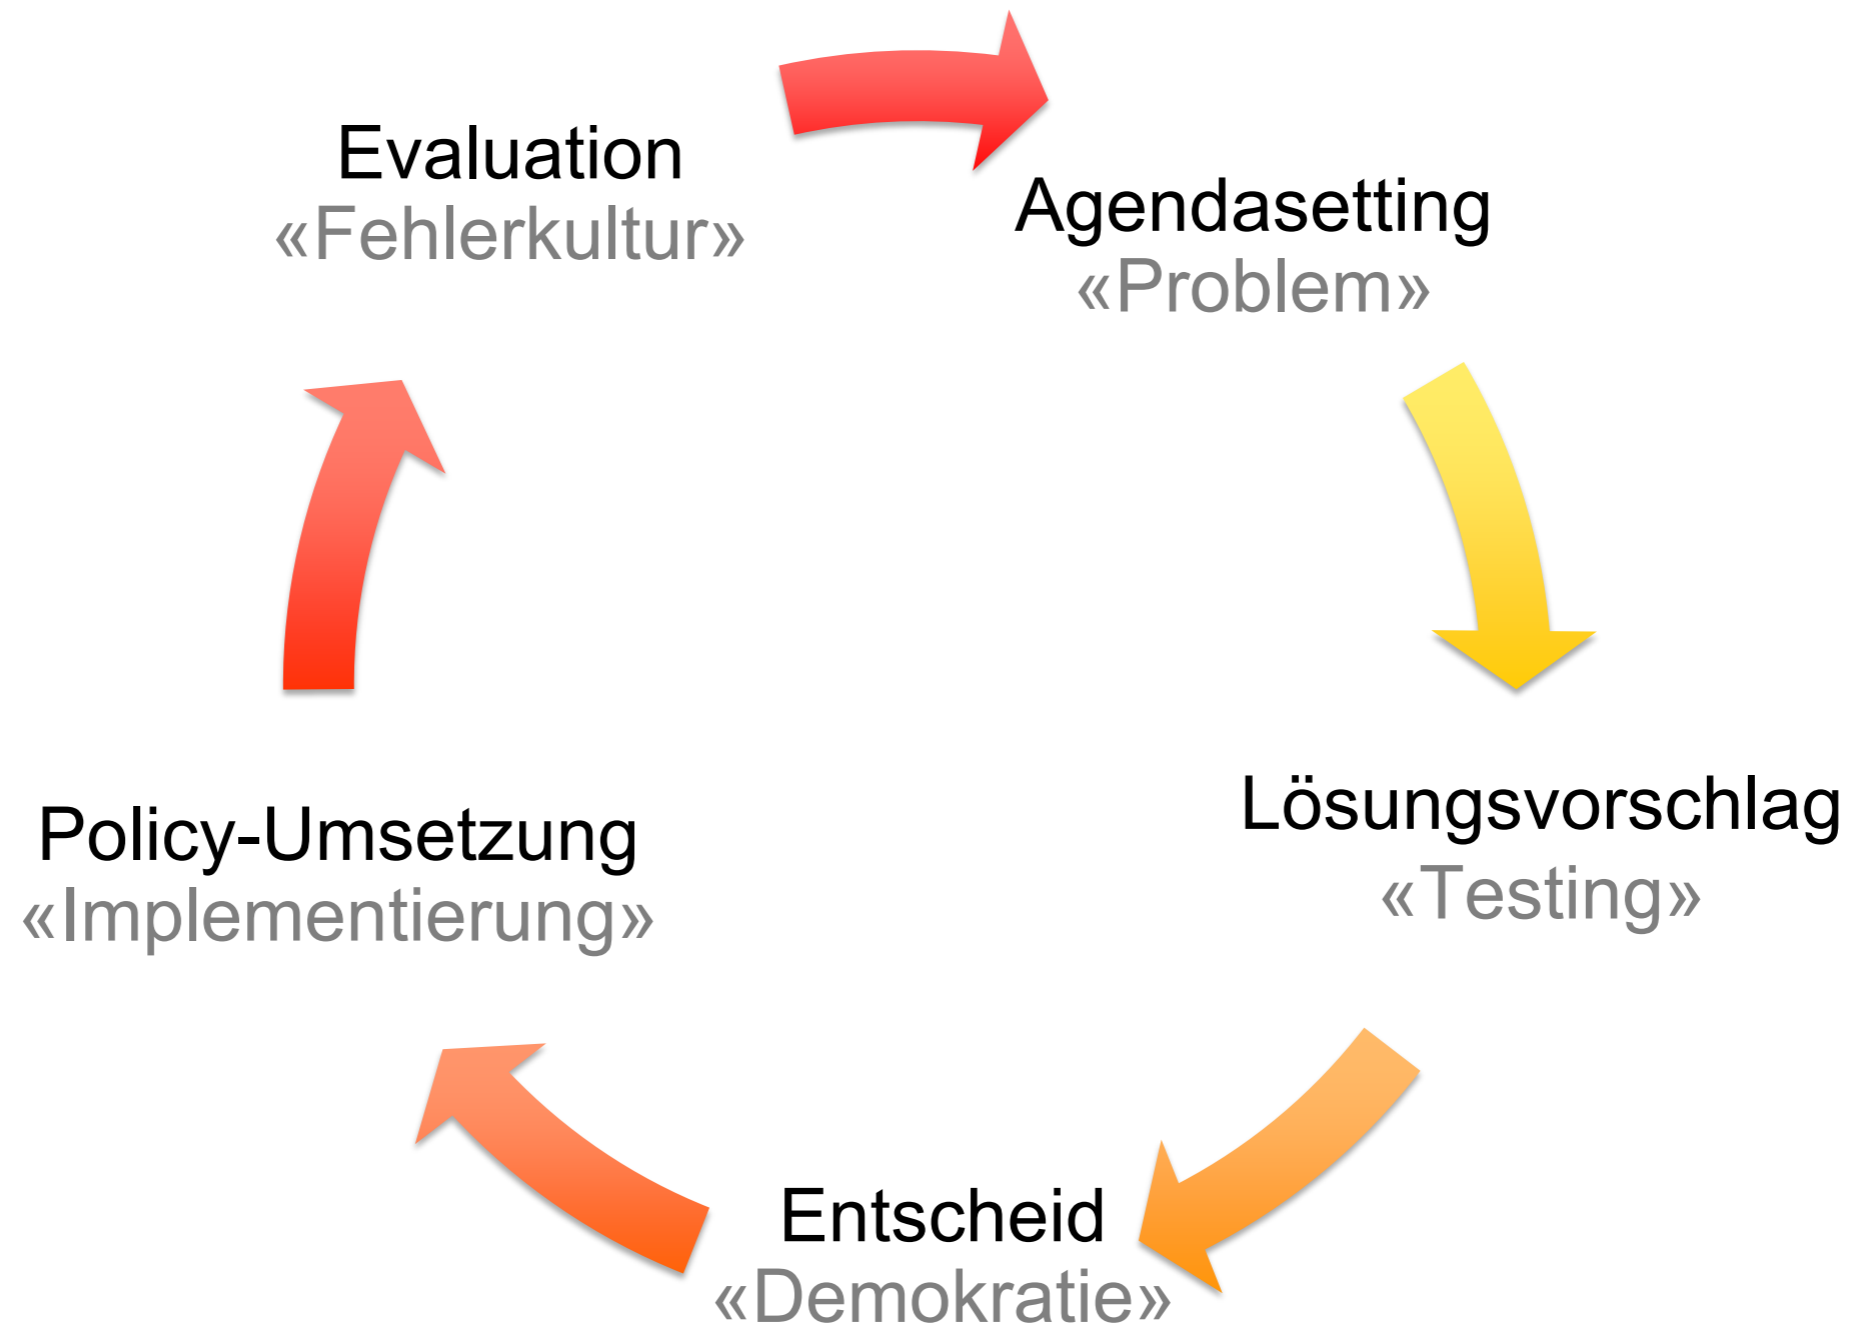 Evaluation
«Fehlerkultur»
Agendasetting
«Problem»
Lösungsvorschlag
«Testing»
Entscheid
«Demokratie»
Policy-Umsetzung
«Implementierung»